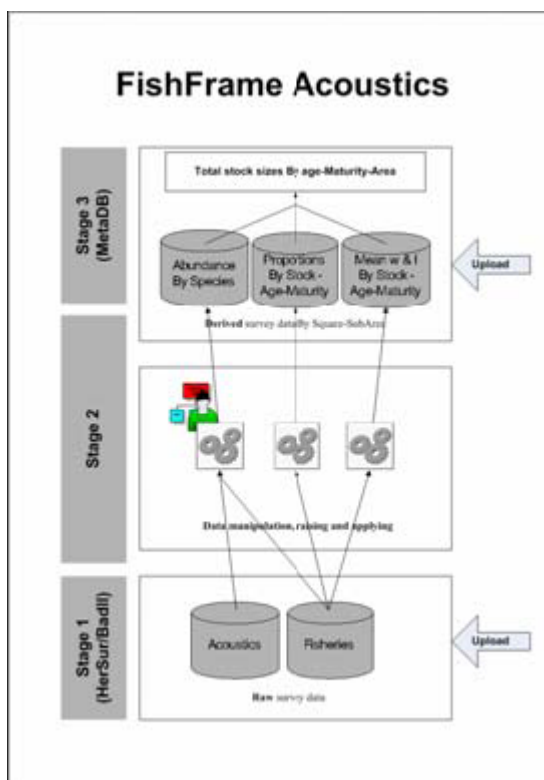 FishFrame Acoustics
Stage 3
(MetaDB)
Total stock sizes By age-Maturity-Area
Abundance
By Species
Proportions
By Stock -
Age-Maturity
Mean w & l
By Stock -
Age-Maturity
Upload
Derived survey data By Square-SubArea
Stage 2
Data manipulation, raising and applying
Stage 1
(HerSur/BadII)
Acoustics
Fisheries
Upload
Raw survey data